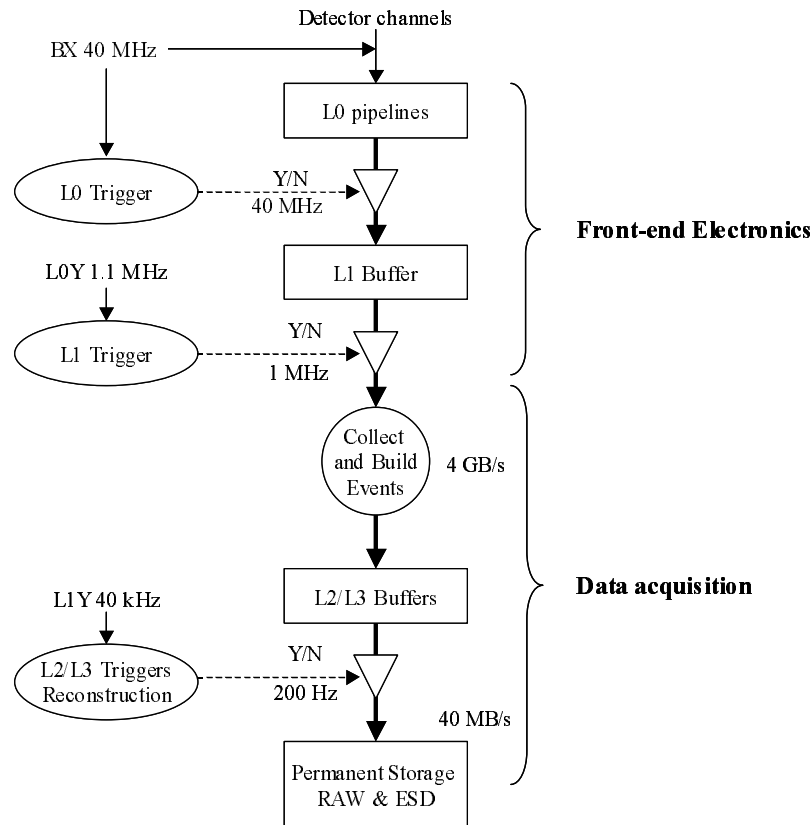 Detector channels
BX 40 MHz
L0 pipelines
Y/N
L0 Trigger
40 MHz
Front-end Electronics
L0Y 1.1 MHz
L1 Buffer
Y/N
L1 Trigger
1 MHz
Collect
and Build
Events
4 GB/s
L2/L3 Buffers
Data acquisition
L1Y 40 kHz
Y/N
L2/L3 Triggers
Reconstruction
200 Hz
40 MB/s
Permanent Storage
RAW & ESD